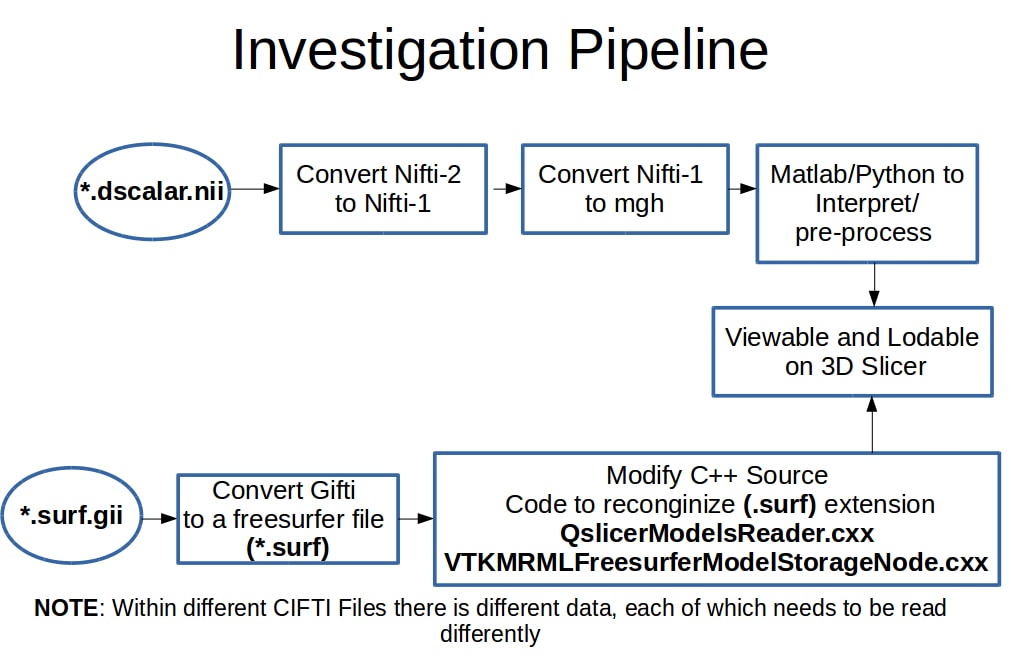 Investigation Pipeline
*.dscalar.nii
Convert Nifti-2
to Nifti-1
Convert Nifti-1
to mgh
Matlab/Python to
Interpret/
pre-process
Viewable and Lodable
on 3D Slicer
*.surf.gii
Convert Gifti
to a freesurfer file
(*.surf)
Modify C++ Source
Code to reconginize (.surf) extension
QslicerModelsReader.cxx
VTKMRMLFreesurferModelStorageNode.cxx
NOTE: Within different CIFTI Files there is different data, each of which needs to be read
differently